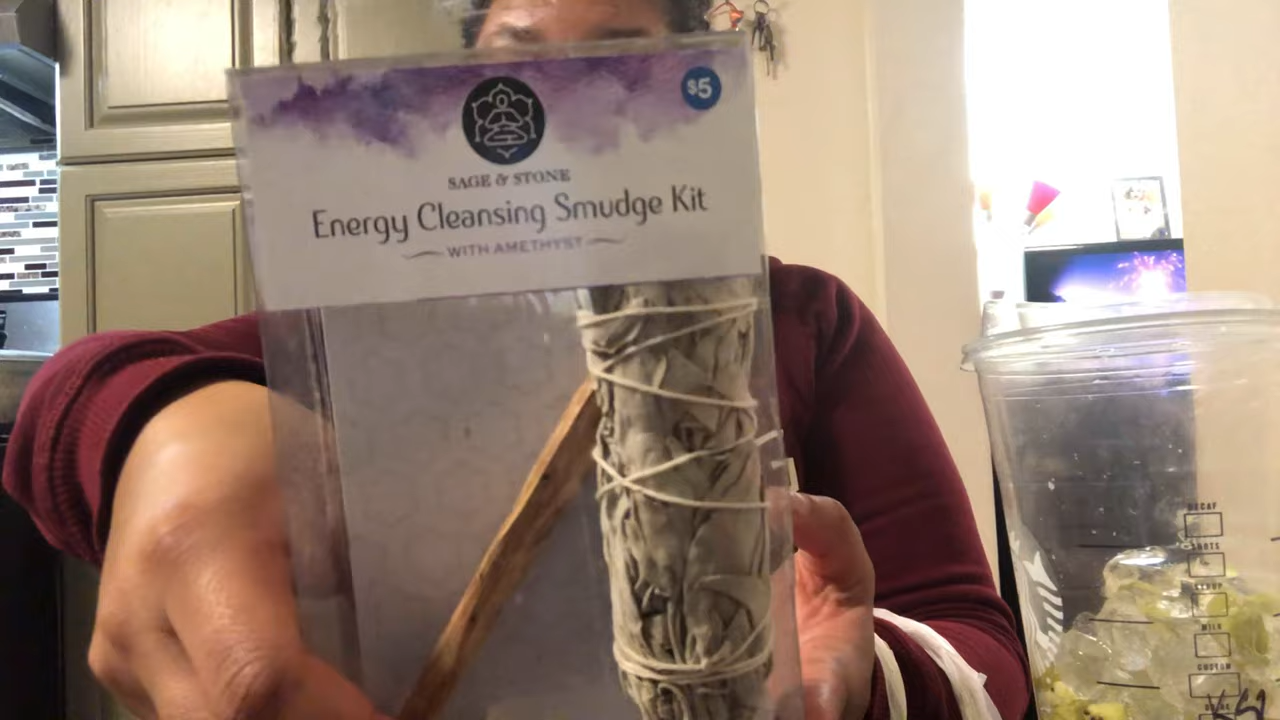 $5
SAGE & STONE
Energy Cleansing Smudge Kit
WITH AMETHYST
DECAF
SHOTS
SYRUP
MILK
CUSTOM